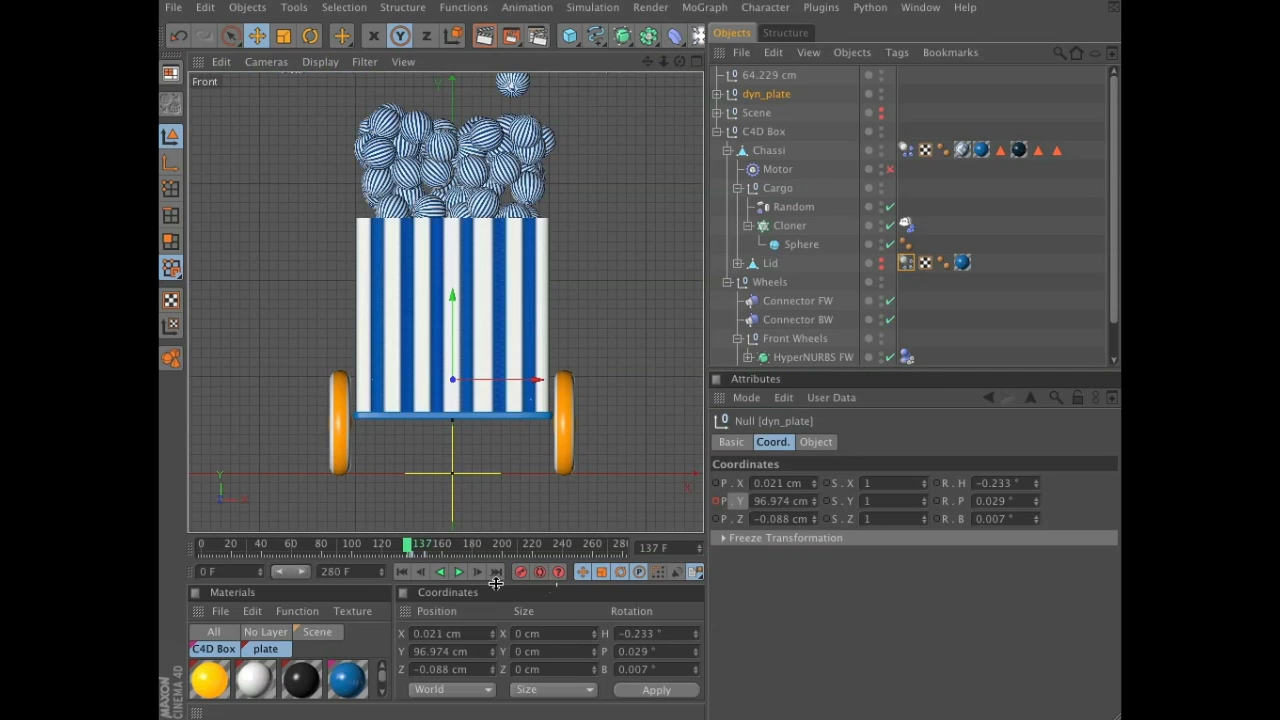 File Edit Objects Tools Selection Structure Functions Animation Simulation Render MoGraph Character Plugins Python Window Help
X Y Z
Edit Cameras Display Filter View
Front
Y
X
Y
X
0 20 40 60 80 100 120 137 160 180 200 220 240 260 28
137 F
0 F
280 F
Materials
File Edit Function Texture
All No Layer Scene
C4D Box plate
MAXON
CINEMA 4D
Coordinates
Position Size Rotation
X 0.021 cm X 0 cm H -0.233 °
Y 96.974 cm Y 0 cm P 0.029 °
Z -0.088 cm Z 0 cm B 0.007 °
World Size Apply
Objects Structure
File Edit View Objects Tags Bookmarks
64.229 cm
dyn_plate
Scene
C4D Box
Chassi
Motor
Cargo
Random
Cloner
Sphere
Lid
Wheels
Connector FW
Connector BW
Front Wheels
HyperNURBS FW
Attributes
Mode Edit User Data
Null [dyn_plate]
Basic Coord. Object
Coordinates
P . X 0.021 cm S . X 1 R . H -0.233 °
P . Y 96.974 cm S . Y 1 R . P 0.029 °
P . Z -0.088 cm S . Z 1 R . B 0.007 °
Freeze Transformation